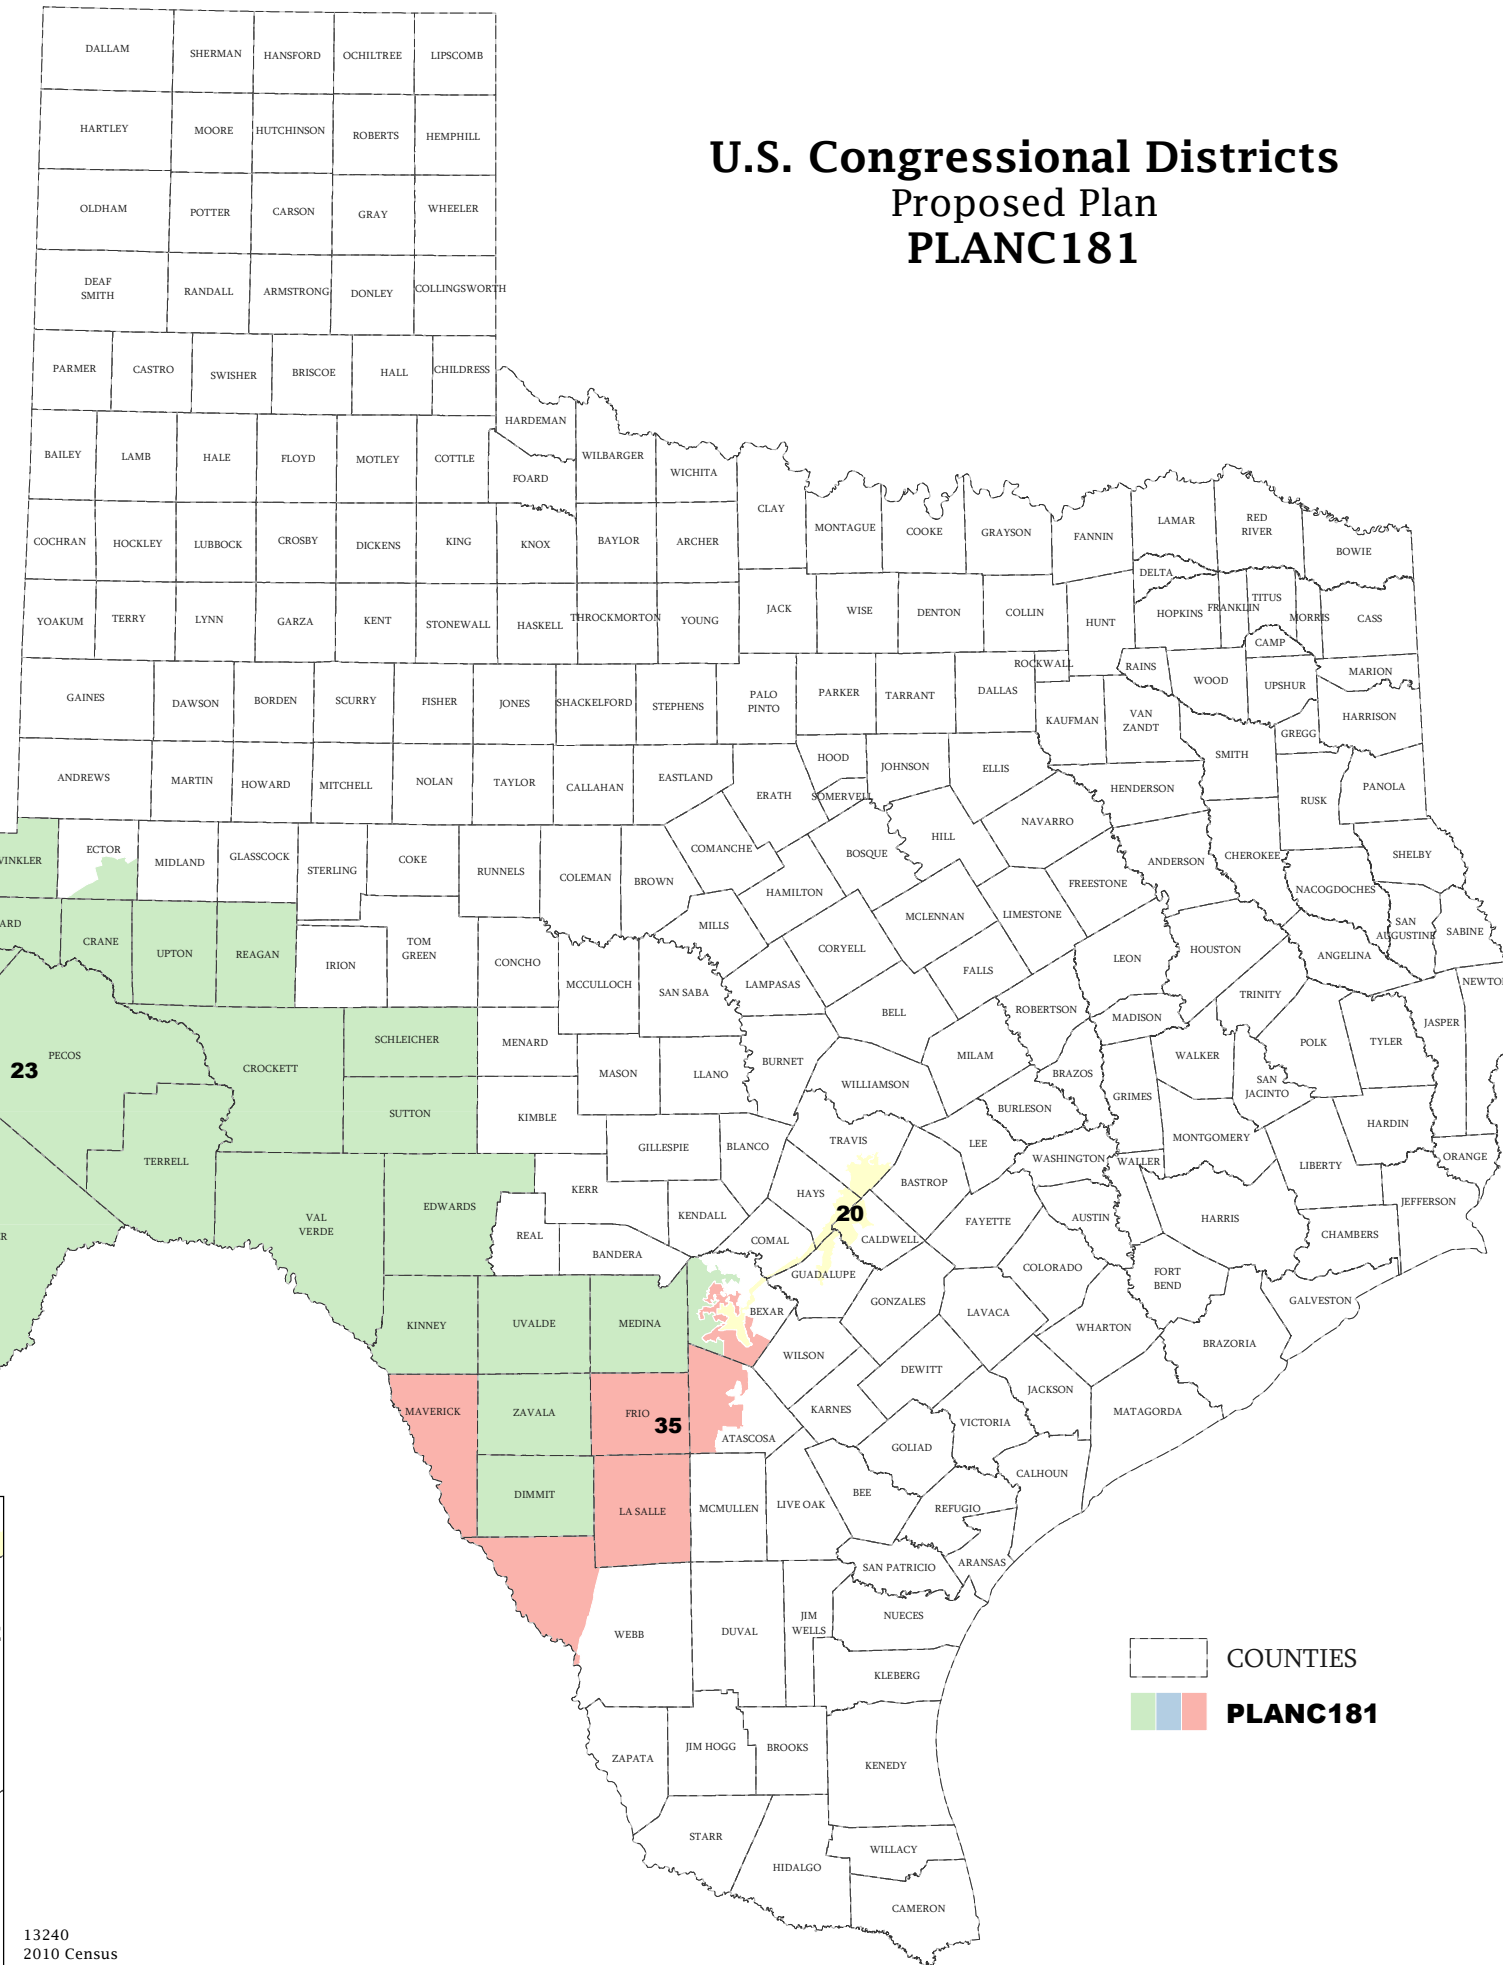 U.S. Congressional Districts
Proposed Plan
PLANC181
DALLAM
SHERMAN
HANSFORD
OCHILTREE
LIPSCOMB
HARTLEY
MOORE
HUTCHINSON
ROBERTS
HEMPHILL
OLDHAM
POTTER
CARSON
GRAY
WHEELER
DEAF
SMITH
RANDALL
ARMSTRONG
DONLEY
COLLINGSWORTH
PARMER
CASTRO
SWISHER
BRISCOE
HALL
CHILDRESS
HARDEMAN
BAILEY
LAMB
HALE
FLOYD
MOTLEY
COTTLE
FOARD
WILBARGER
WICHITA
CLAY
MONTAGUE
COOKE
GRAYSON
FANNIN
LAMAR
RED
RIVER
BOWIE
COCHRAN
HOCKLEY
LUBBOCK
CROSBY
DICKENS
KING
KNOX
BAYLOR
ARCHER
DELTA
YOAKUM
TERRY
LYNN
GARZA
KENT
STONEWALL
HASKELL
THROCKMORTON
YOUNG
JACK
WISE
DENTON
COLLIN
HUNT
HOPKINS
FRANKLIN
TITUS
MORRIS
CASS
CAMP
ROCKWALL
RAINS
WOOD
UPSHUR
MARION
GAINES
DAWSON
BORDEN
SCURRY
FISHER
JONES
SHACKELFORD
STEPHENS
PALO
PINTO
PARKER
TARRANT
DALLAS
KAUFMAN
VAN
ZANDT
HARRISON
GREGG
SMITH
ANDREWS
MARTIN
HOWARD
MITCHELL
NOLAN
TAYLOR
CALLAHAN
EASTLAND
ERATH
HOOD
SOMERVELL
JOHNSON
ELLIS
HENDERSON
RUSK
PANOLA
WINKLER
ECTOR
MIDLAND
GLASSCOCK
STERLING
COKE
RUNNELS
COLEMAN
BROWN
COMANCHE
HAMILTON
BOSQUE
HILL
NAVARRO
FREESTONE
ANDERSON
CHEROKEE
NACOGDOCHES
SHELBY
ARD
CRANE
UPTON
REAGAN
IRION
TOM
GREEN
CONCHO
MCCULLOCH
SAN SABA
MILLS
LAMPASAS
CORYELL
MCLENNAN
LIMESTONE
FALLS
LEON
HOUSTON
ANGELINA
SAN
AUGUSTINE
SABINE
NEWTO
23
PECOS
CROCKETT
SCHLEICHER
MENARD
MASON
LLANO
BURNET
BELL
MILAM
ROBERTSON
MADISON
BRAZOS
TRINITY
WALKER
SAN
JACINTO
POLK
TYLER
JASPER
TERRELL
SUTTON
KIMBLE
GILLESPIE
BLANCO
WILLIAMSON
TRAVIS
LEE
BURLESON
WASHINGTON
GRIMES
WALLER
MONTGOMERY
LIBERTY
HARDIN
ORANGE
JEFFERSON
R
VAL
VERDE
EDWARDS
REAL
KERR
BANDERA
KENDALL
COMAL
HAYS
20
CALDWELL
BASTROP
FAYETTE
AUSTIN
HARRIS
CHAMBERS
GALVESTON
KINNEY
UVALDE
MEDINA
BEXAR
GUADALUPE
GONZALES
LAVACA
COLORADO
FORT
BEND
WHARTON
BRAZORIA
MAVERICK
ZAVALA
FRIO
35
ATASCOSA
WILSON
KARNES
DEWITT
JACKSON
MATAGORDA
VICTORIA
GOLIAD
CALHOUN
DIMMIT
LA SALLE
MCMULLEN
LIVE OAK
BEE
REFUGIO
ARANSAS
SAN PATRICIO
WEBB
DUVAL
JIM
WELLS
NUECES
KLEBERG
ZAPATA
JIM HOGG
BROOKS
KENEDY
STARR
HIDALGO
WILLACY
CAMERON
COUNTIES
PLANC181
13240
2010 Census